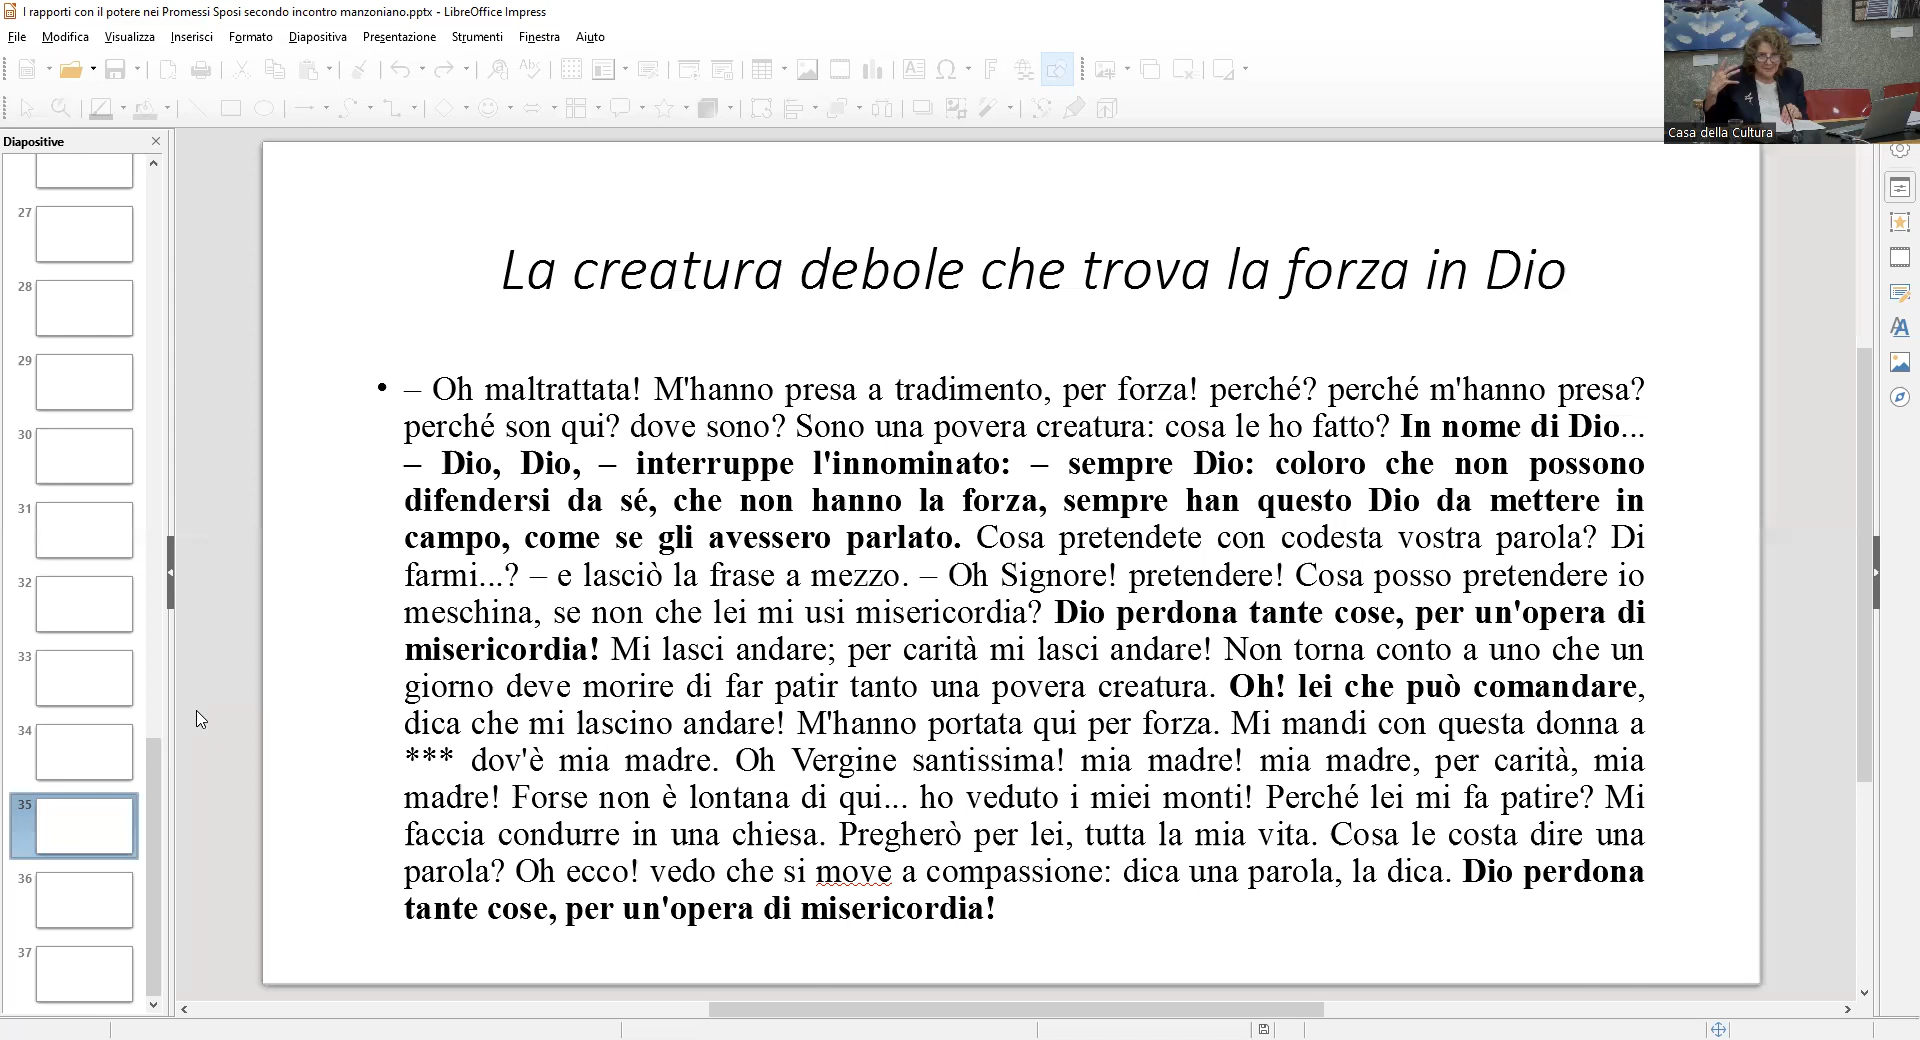 I rapporti con il potere nei Promessi Sposi secondo incontro manzoniano.pptx - LibreOffice Impress
File Modifica Visualizza Inserisci Formato Diapositiva Presentazione Strumenti Finestra Aiuto
Casa della Cultura
Diapositive
27
28
29
30
31
32
33
34
35
36
37
La creatura debole che trova la forza in Dio
• – Oh maltrattata! M'hanno presa a tradimento, per forza! perché? perché m'hanno presa?
perché son qui? dove sono? Sono una povera creatura: cosa le ho fatto? In nome di Dio...
– Dio, Dio, – interruppe l'innominato: – sempre Dio: coloro che non possono
difendersi da sé, che non hanno la forza, sempre han questo Dio da mettere in
campo, come se gli avessero parlato. Cosa pretendete con codesta vostra parola? Di
farmi...? – e lasciò la frase a mezzo. – Oh Signore! pretendere! Cosa posso pretendere io
meschina, se non che lei mi usi misericordia? Dio perdona tante cose, per un'opera di
misericordia! Mi lasci andare; per carità mi lasci andare! Non torna conto a uno che un
giorno deve morire di far patir tanto una povera creatura. Oh! lei che può comandare,
dica che mi lascino andare! M'hanno portata qui per forza. Mi mandi con questa donna a
*** dov'è mia madre. Oh Vergine santissima! mia madre! mia madre, per carità, mia
madre! Forse non è lontana di qui... ho veduto i miei monti! Perché lei mi fa patire? Mi
faccia condurre in una chiesa. Pregherò per lei, tutta la mia vita. Cosa le costa dire una
parola? Oh ecco! vedo che si move a compassione: dica una parola, la dica. Dio perdona
tante cose, per un'opera di misericordia!